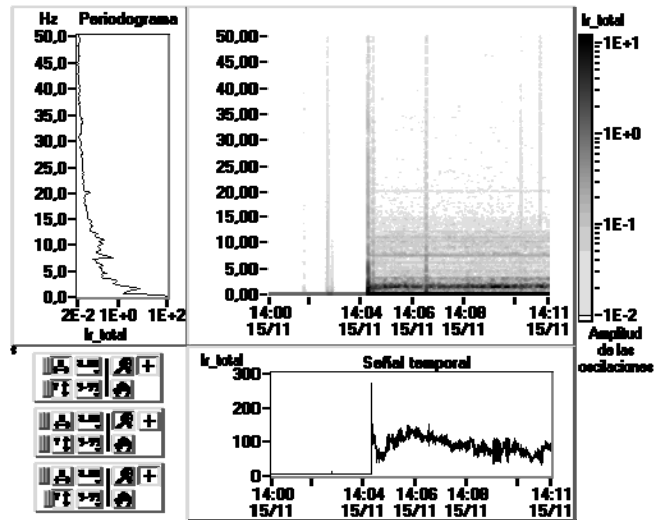 Hz Periodograma
50,0
45,0
40,0
35,0
30,0
25,0
20,0
15,0
10,0
5,0
0,0
2E-2 1E+0 1E+2
Ir_total
50,00
45,00
40,00
35,00
30,00
25,00
20,00
15,00
10,00
5,00
0,00
14:00 14:04 14:06 14:08 14:11
15/11 15/11 15/11 15/11 15/11
Ir_total
1E+1
1E+0
1E-1
1E-2
Amplitud
de las
oscilaciones
Ir_total Señal temporal
300
200
100
0
14:00 14:04 14:06 14:08 14:11
15/11 15/11 15/11 15/11 15/11